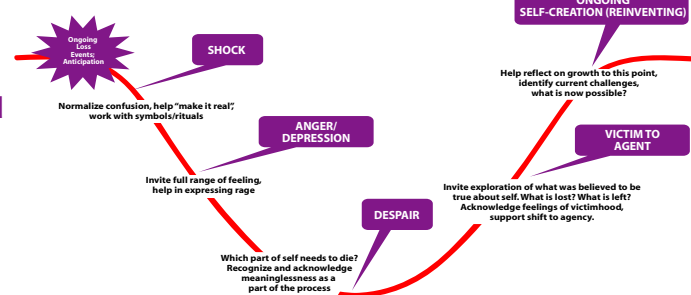 Ongoing
Loss
Events;
Anticipation
SHOCK
Normalize confusion, help “make it real”,
work with symbols/rituals
ANGER/
DEPRESSION
Invite full range of feeling,
help in expressing rage
DESPAIR
Which part of self needs to die?
Recognize and acknowledge
meaninglessness as a
part of the process
ONGOING
SELF-CREATION (REINVENTING)
Help reflect on growth to this point,
identify current challenges,
what is now possible?
VICTIM TO
AGENT
Invite exploration of what was believed to be
true about self. What is lost? What is left?
Acknowledge feelings of victimhood,
support shift to agency.